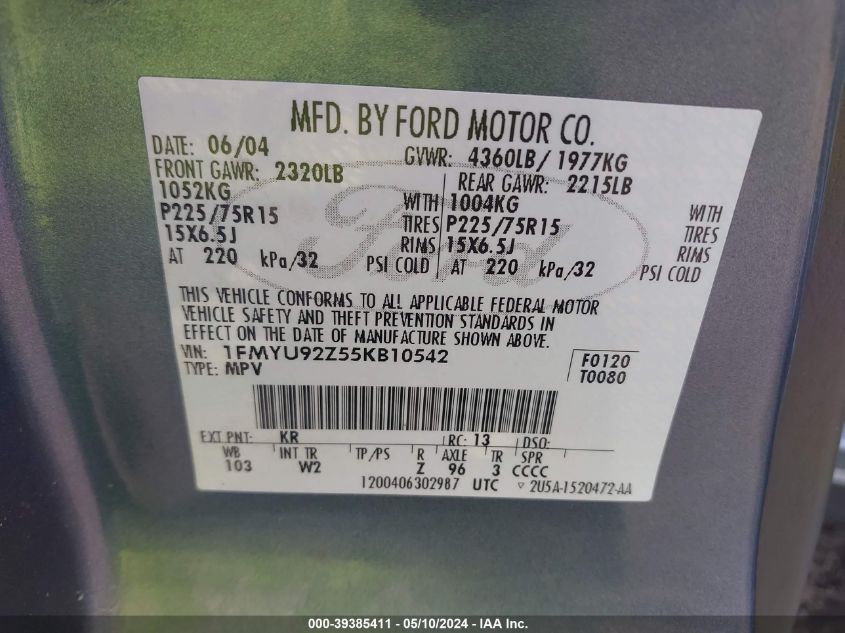 MFD. BY FORD MOTOR CO.
DATE: 06/04 GVWR: 4360LB/ 1977KG
FRONT GAWR: 2320LB REAR GAWR: 2215LB
1052KG WITH 1004KG WITH
P225/75R15 TIRES P225/75R15 TIRES
15X6.5J RIMS 15X6.5J RIMS
AT 220 kPa/32 PSI COLD AT 220 kPa/32 PSI COLD
Ford
THIS VEHICLE CONFORMS TO ALL APPLICABLE FEDERAL MOTOR
VEHICLE SAFETY AND THEFT PREVENTION STANDARDS IN
EFFECT ON THE DATE OF MANUFACTURE SHOWN ABOVE.
VIN: 1FMYU92Z55KB10542 F0120
TYPE: MPV T0080
EXT PNT: KR RC: 13 DSO:
WB INT TR TP/PS R AXLE TR SPR
103 W2 Z 96 3 CCCC
1200406302987 UTC ▽ 2U5A-1520472-AA
000-39385411 - 05/10/2024 - IAA Inc.